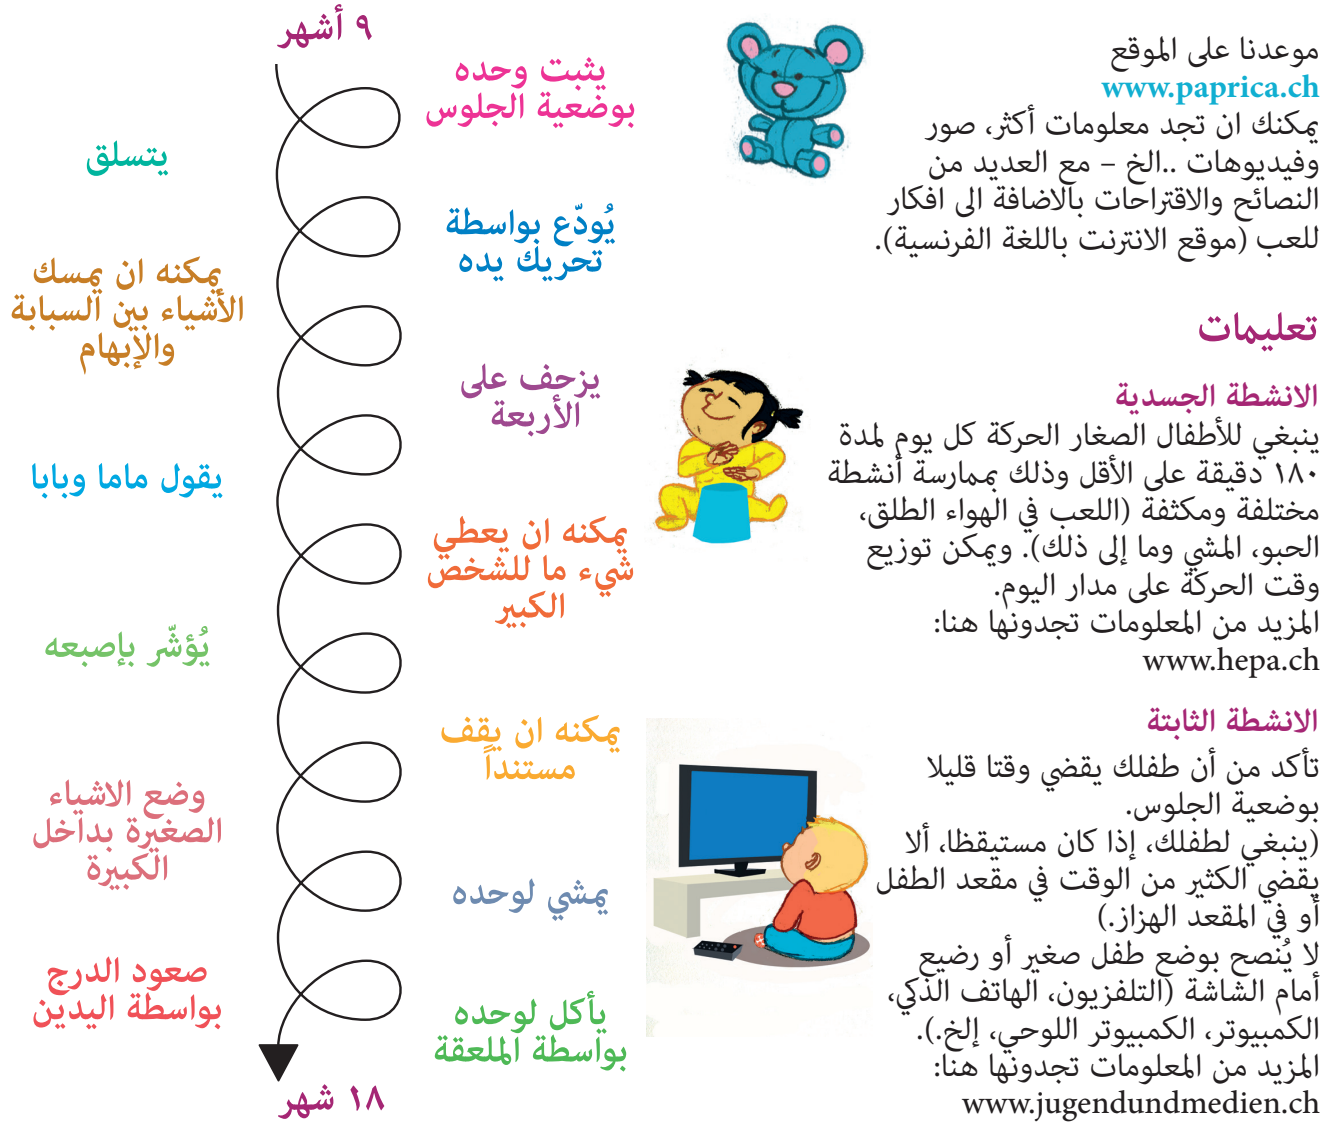 موعدنا على الموقع
www.paprica.ch
يمكنك ان تجد معلومات أكثر، صور
وفيديوهات ..الخ – مع العديد من
النصائح والاقتراحات بالاضافة الى افكار
للعب (موقع الانترنت باللغة الفرنسية).
تعليمات
الانشطة الجسدية
ينبغي للأطفال الصغار الحركة كل يوم لمدة
١٨٠ دقيقة على الأقل وذلك بممارسة أنشطة
مختلفة ومكثفة (اللعب في الهواء الطلق،
الحبو، المشي وما إلى ذلك). ويمكن توزيع
وقت الحركة على مدار اليوم.
المزيد من المعلومات تجدونها هنا:
www.hepa.ch
الانشطة الثابتة
تأكد من أن طفلك يقضي وقتا قليلا
بوضعية الجلوس.
(ينبغي لطفلك، إذا كان مستيقظا، ألا
يقضي الكثير من الوقت في مقعد الطفل
أو في المقعد الهزاز.)
لا يُنصح بوضع طفل صغير أو رضيع
أمام الشاشة (التلفزيون، الهاتف الذكي،
الكمبيوتر، الكمبيوتر اللوحي، إلخ.).
المزيد من المعلومات تجدونها هنا:
www.jugendundmedien.ch
٩ أشهر
يثبت وحده
بوضعية الجلوس
يتسلق
يُودّع بواسطة
تحريك يده
يمكنه ان يمسك
الأشياء بين السبابة
والإبهام
يزحف على
الأربعة
يقول ماما وبابا
يمكنه ان يعطي
شيء ما للشخص
الكبير
يُؤشّر بإصبعه
يمكنه ان يقف
مستنداً
وضع الاشياء
الصغيرة بداخل
الكبيرة
يمشي لوحده
صعود الدرج
بواسطة اليدين
يأكل لوحده
بواسطة الملعقة
١٨ شهر